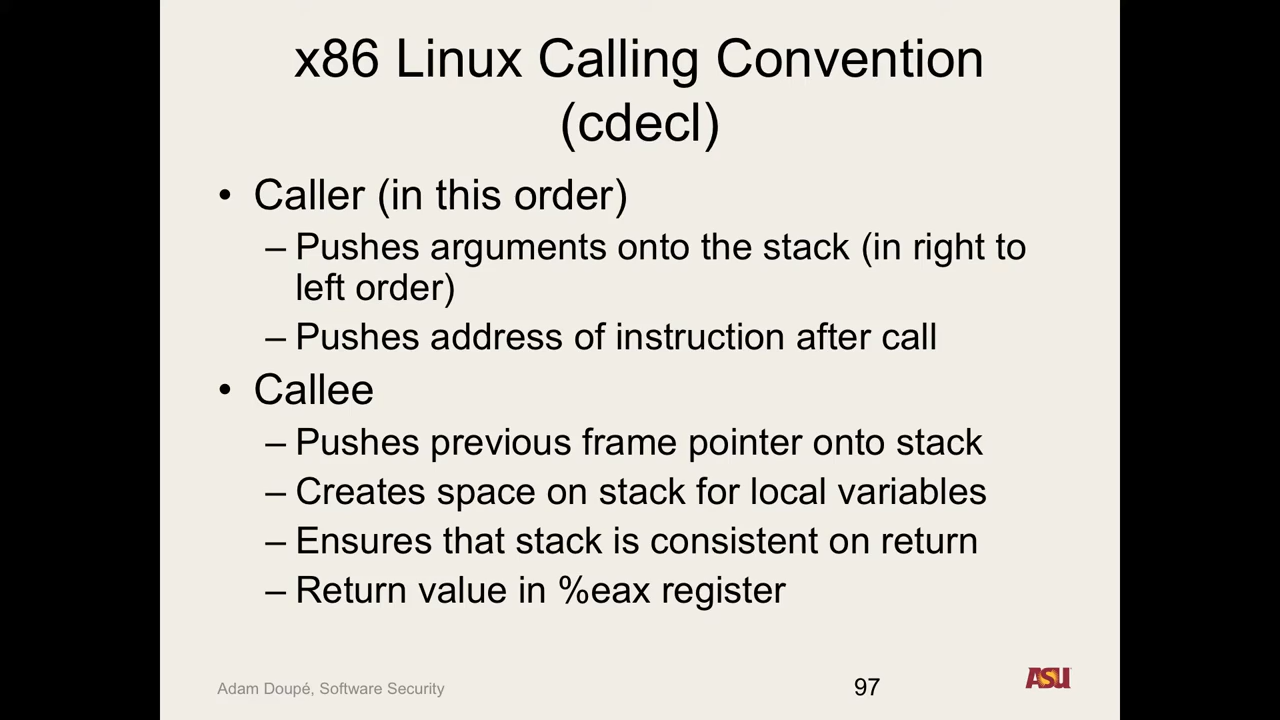 x86 Linux Calling Convention
(cdecl)
• Caller (in this order)
– Pushes arguments onto the stack (in right to
left order)
– Pushes address of instruction after call
• Callee
– Pushes previous frame pointer onto stack
– Creates space on stack for local variables
– Ensures that stack is consistent on return
– Return value in %eax register
Adam Doupé, Software Security
97
ASU